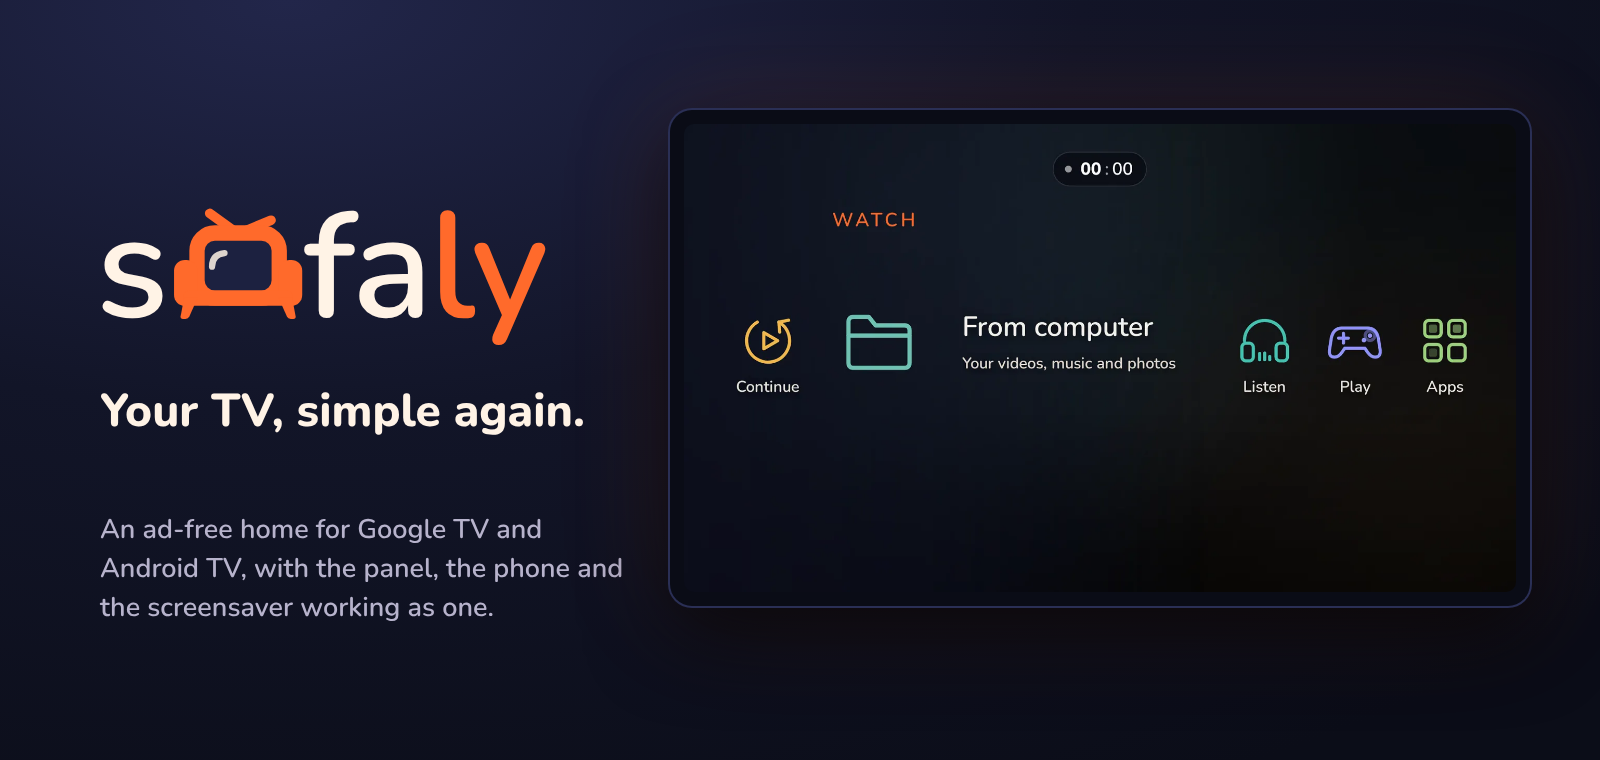 sofaly
Your TV, simple again.
An ad-free home for Google TV and
Android TV, with the panel, the phone and
the screensaver working as one.
00:00
WATCH
Continue
From computer
Your videos, music and photos
Listen
Play
Apps